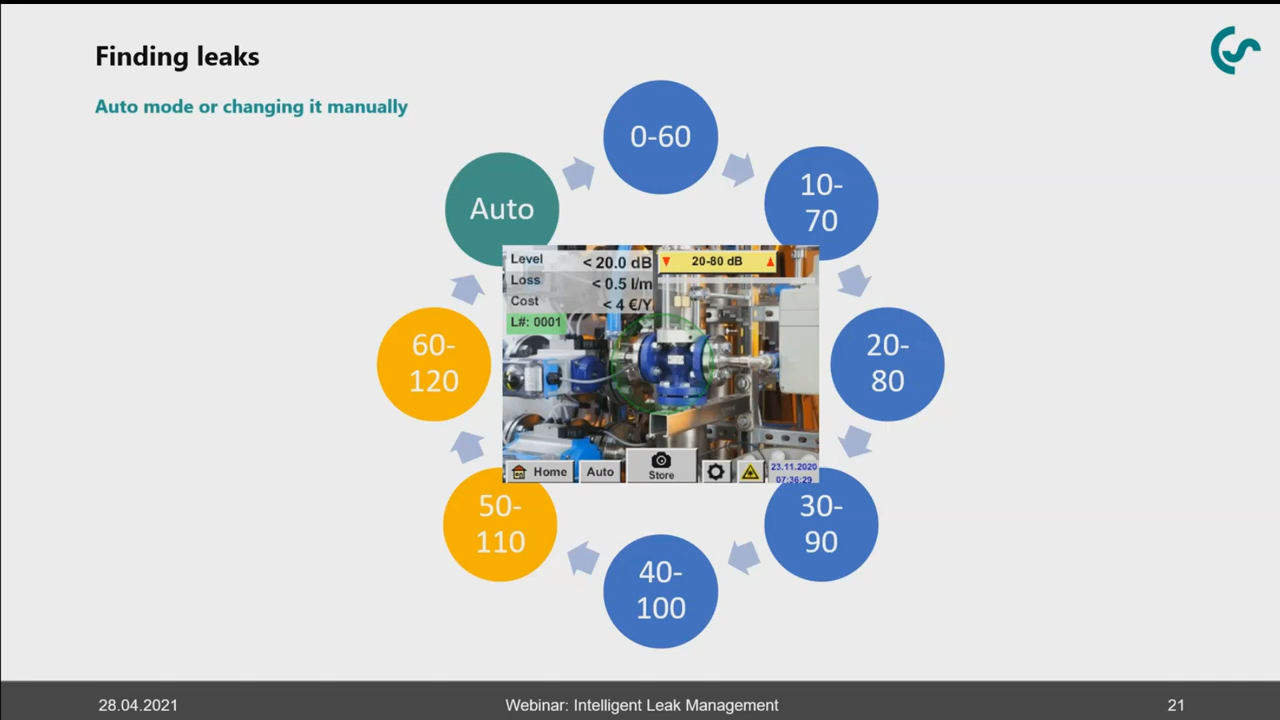 Finding leaks
Auto mode or changing it manually
0-60
10-
70
20-
80
30-
90
40-
100
50-
110
60-
120
Auto
Level < 20.0 dB
Loss < 0.5 l/m
Cost < 4 €/Y
L#: 0001
20-80 dB
Home
Auto
Store
23.11.2020
07:36:29
28.04.2021
Webinar: Intelligent Leak Management
21